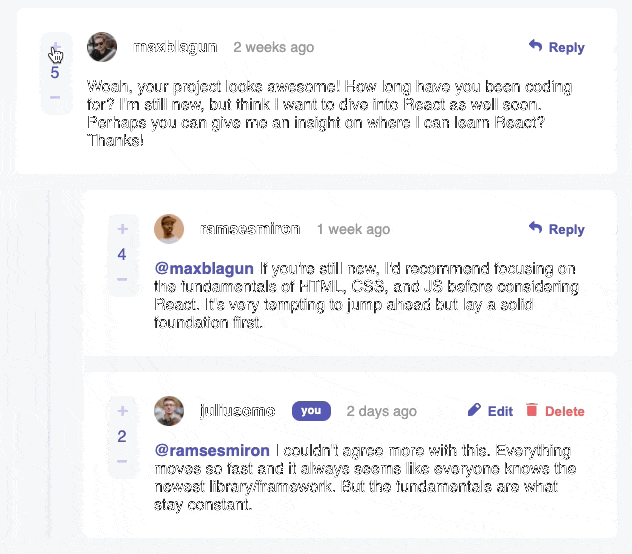 +
5
−
maxblagun 2 weeks ago Reply
Woah, your project looks awesome! How long have you been coding
for? I'm still new, but think I want to dive into React as well soon.
Perhaps you can give me an insight on where I can learn React?
Thanks!
+
4
−
ramsesmiron 1 week ago Reply
@maxblagun If you're still new, I'd recommend focusing on
the fundamentals of HTML, CSS, and JS before considering
React. It's very tempting to jump ahead but lay a solid
foundation first.
+
2
−
juliusomo you 2 days ago Edit Delete
@ramsesmiron I couldn't agree more with this. Everything
moves so fast and it always seems like everyone knows the
newest library/framework. But the fundamentals are what
stay constant.